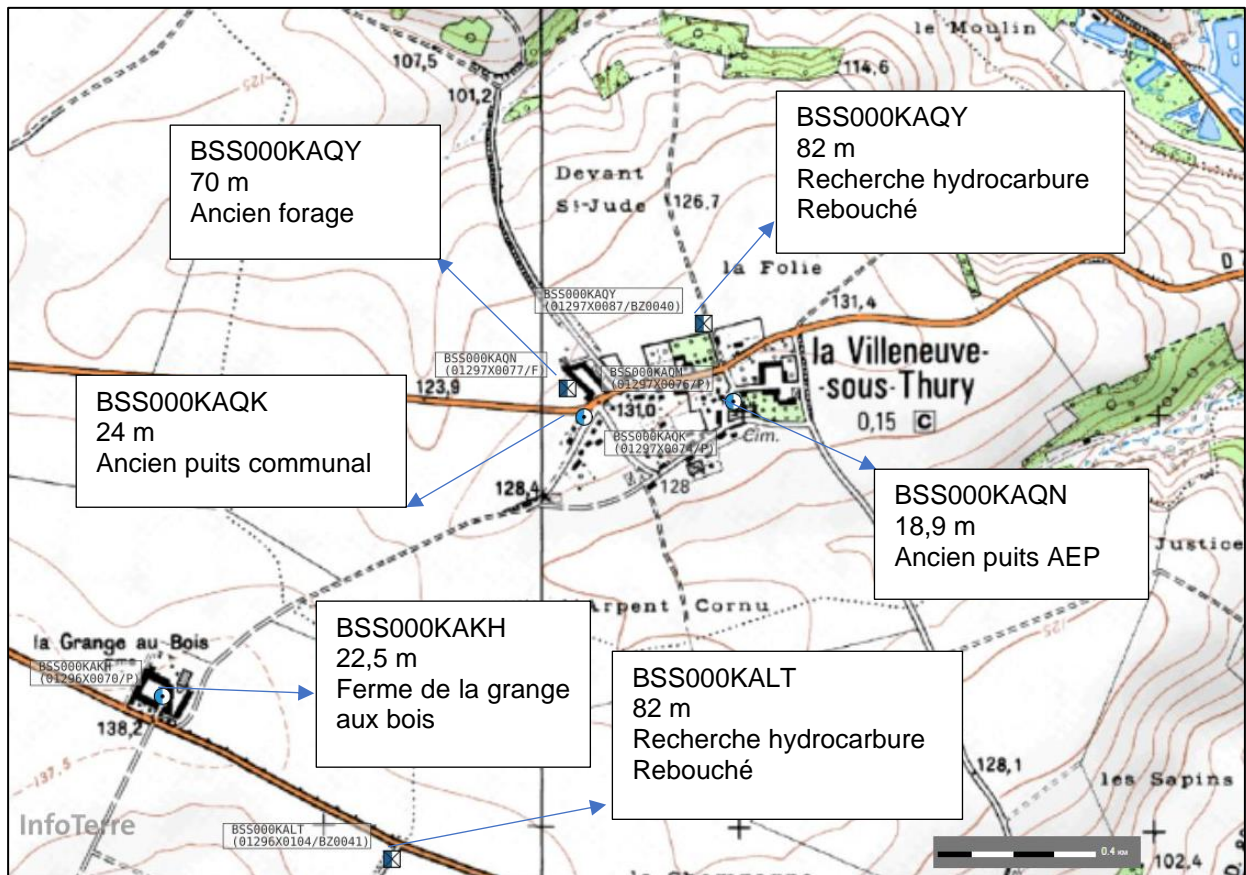 le Moulin
107,5
101,2
114,6
BSS000KAQY
70 m
Ancien forage
BSS000KAQY
82 m
Recherche hydrocarbure
Rebouché
Devant
St-Jude
126,7
la Folie
131,4
BSS000KAQY
(01297X0087/BZ0040)
BSS000KAQN
(01297X0077/F)
BSS000KAQM
(01297X0076/P)
la Villeneuve-
-sous-Thury
0,15 C
123,9
131,0
BSS000KAQK
24 m
Ancien puits communal
BSS000KAQK
(01297X0074/P)
Cim.
128,4
128
BSS000KAQN
18,9 m
Ancien puits AEP
Justice
125
l'Arpent Cornu
la Grange au Bois
BSS000KAKH
(01296X0070/P)
BSS000KAKH
22,5 m
Ferme de la grange
aux bois
BSS000KALT
82 m
Recherche hydrocarbure
Rebouché
138,2
137,5
128,1
les Sapins
InfoTerre
BSS000KALT
(01296X0104/BZ0041)
0.4 KM
102,4